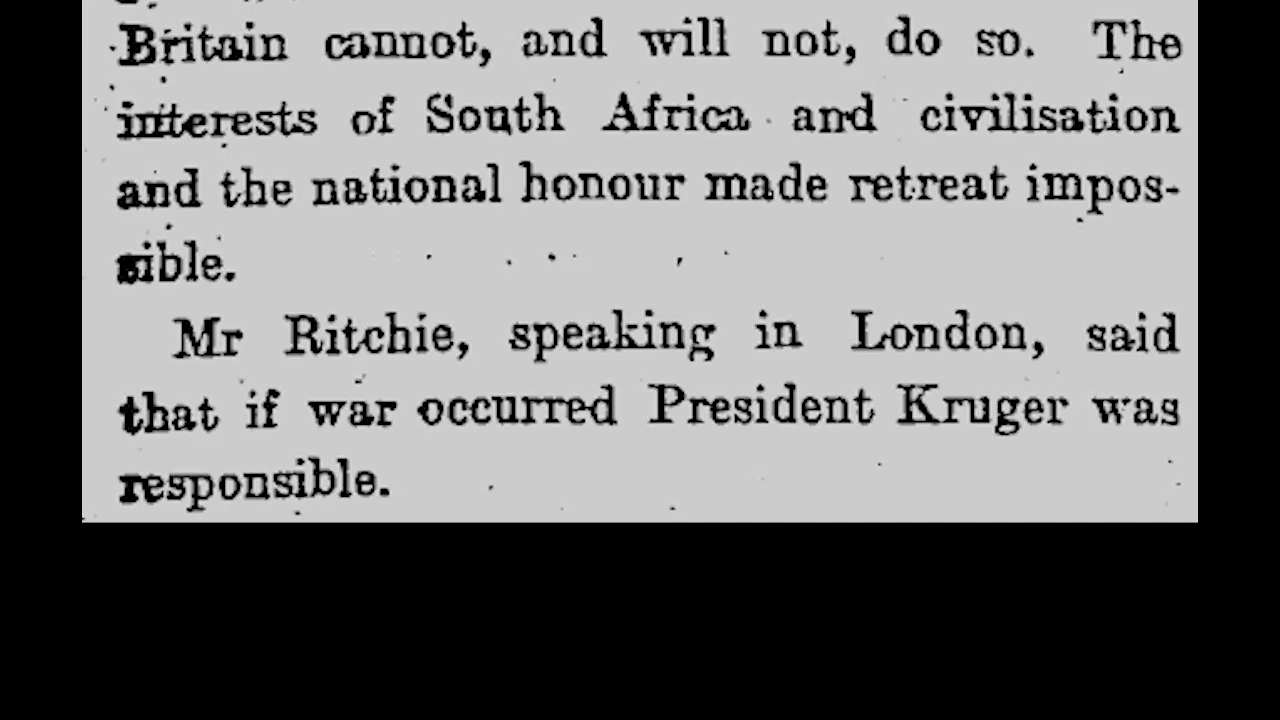 Britain cannot, and will not, do so. The
interests of South Africa and civilisation
and the national honour made retreat impos-
sible.
Mr Ritchie, speaking in London, said
that if war occurred President Kruger was
responsible.